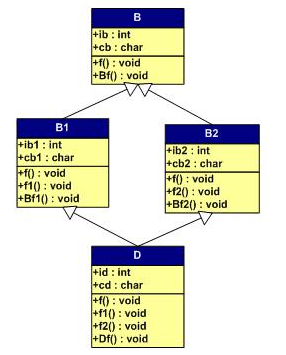 B
+ib : int
+cb : char
+f() : void
+Bf() : void
B1
+ib1 : int
+cb1 : char
+f() : void
+f1() : void
+Bf1() : void
B2
+ib2 : int
+cb2 : char
+f() : void
+f2() : void
+Bf2() : void
D
+id : int
+cd : char
+f() : void
+f1() : void
+f2() : void
+Df() : void